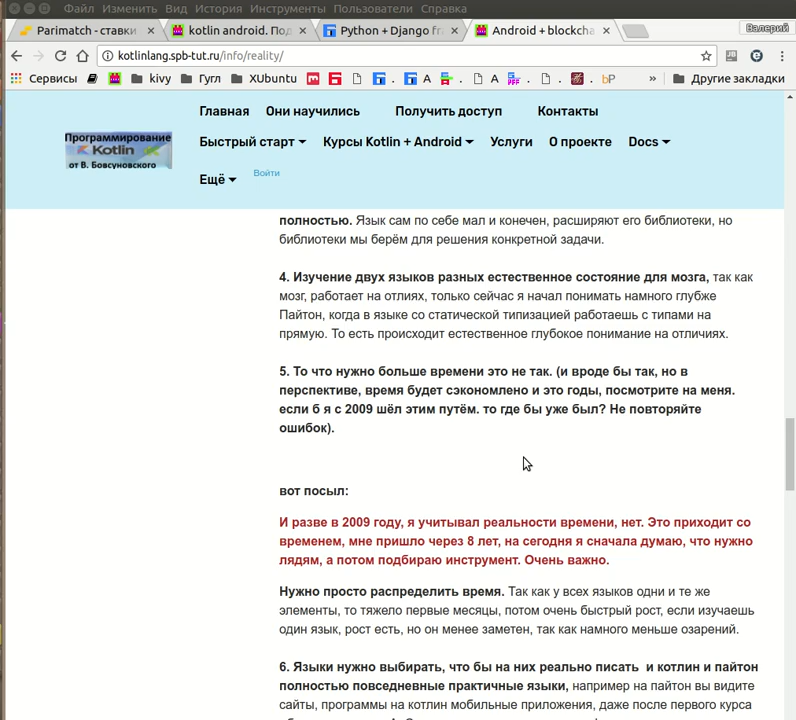 Файл Изменить Вид История Инструменты Пользователи Справка
Parimatch - ставки
kotlin android. По
Python + Django fr
Android + blockcha
Валерий
kotlinlang.spb-tut.ru/info/reality/
Сервисы kivy Гугл XUbuntu А А bP » Другие закладки
Главная Они научились Получить доступ Контакты
Программирование
Kotlin
от В. Бовсуновского
Быстрый старт Курсы Kotlin + Android Услуги О проекте Docs
Ещё Войти
полностью. Язык сам по себе мал и конечен, расширяют его библиотеки, но
библиотеки мы берём для решения конкретной задачи.
4. Изучение двух языков разных естественное состояние для мозга, так как
мозг, работает на отлиях, только сейчас я начал понимать намного глубже
Пайтон, когда в языке со статической типизацией работаешь с типами на
прямую. То есть происходит естественное глубокое понимание на отличиях.
5. То что нужно больше времени это не так. (и вроде бы так, но в
перспективе, время будет сэкономлено и это годы, посмотрите на меня.
если б я с 2009 шёл этим путём. то где бы уже был? Не повторяйте
ошибок).
вот посыл:
И разве в 2009 году, я учитывал реальности времени, нет. Это приходит со
временем, мне пришло через 8 лет, на сегодня я сначала думаю, что нужно
лядям, а потом подбираю инструмент. Очень важно.
Нужно просто распределить время. Так как у всех языков одни и те же
элементы, то тяжело первые месяцы, потом очень быстрый рост, если изучаешь
один язык, рост есть, но он менее заметен, так как намного меньше озарений.
6. Языки нужно выбирать, что бы на них реально писать и котлин и пайтон
полностью повседневные практичные языки, например на пайтон вы видите
сайты, программы на котлин мобильные приложения, даже после первого курса